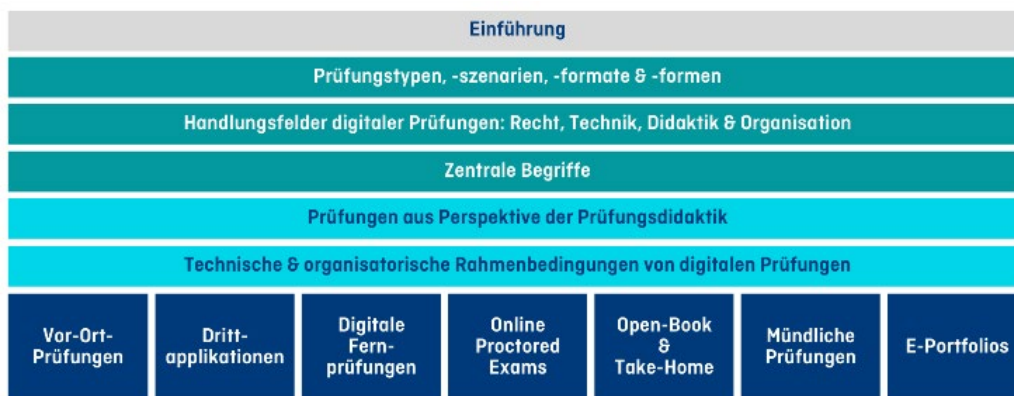 Einführung
Prüfungstypen, -szenarien, -formate & -formen
Handlungsfelder digitaler Prüfungen: Recht, Technik, Didaktik & Organisation
Zentrale Begriffe
Prüfungen aus Perspektive der Prüfungsdidaktik
Technische & organisatorische Rahmenbedingungen von digitalen Prüfungen
Vor-Ort-
Prüfungen
Dritt-
applikationen
Digitale
Fern-
prüfungen
Online
Proctored
Exams
Open-Book
&
Take-Home
Mündliche
Prüfungen
E-Portfolios